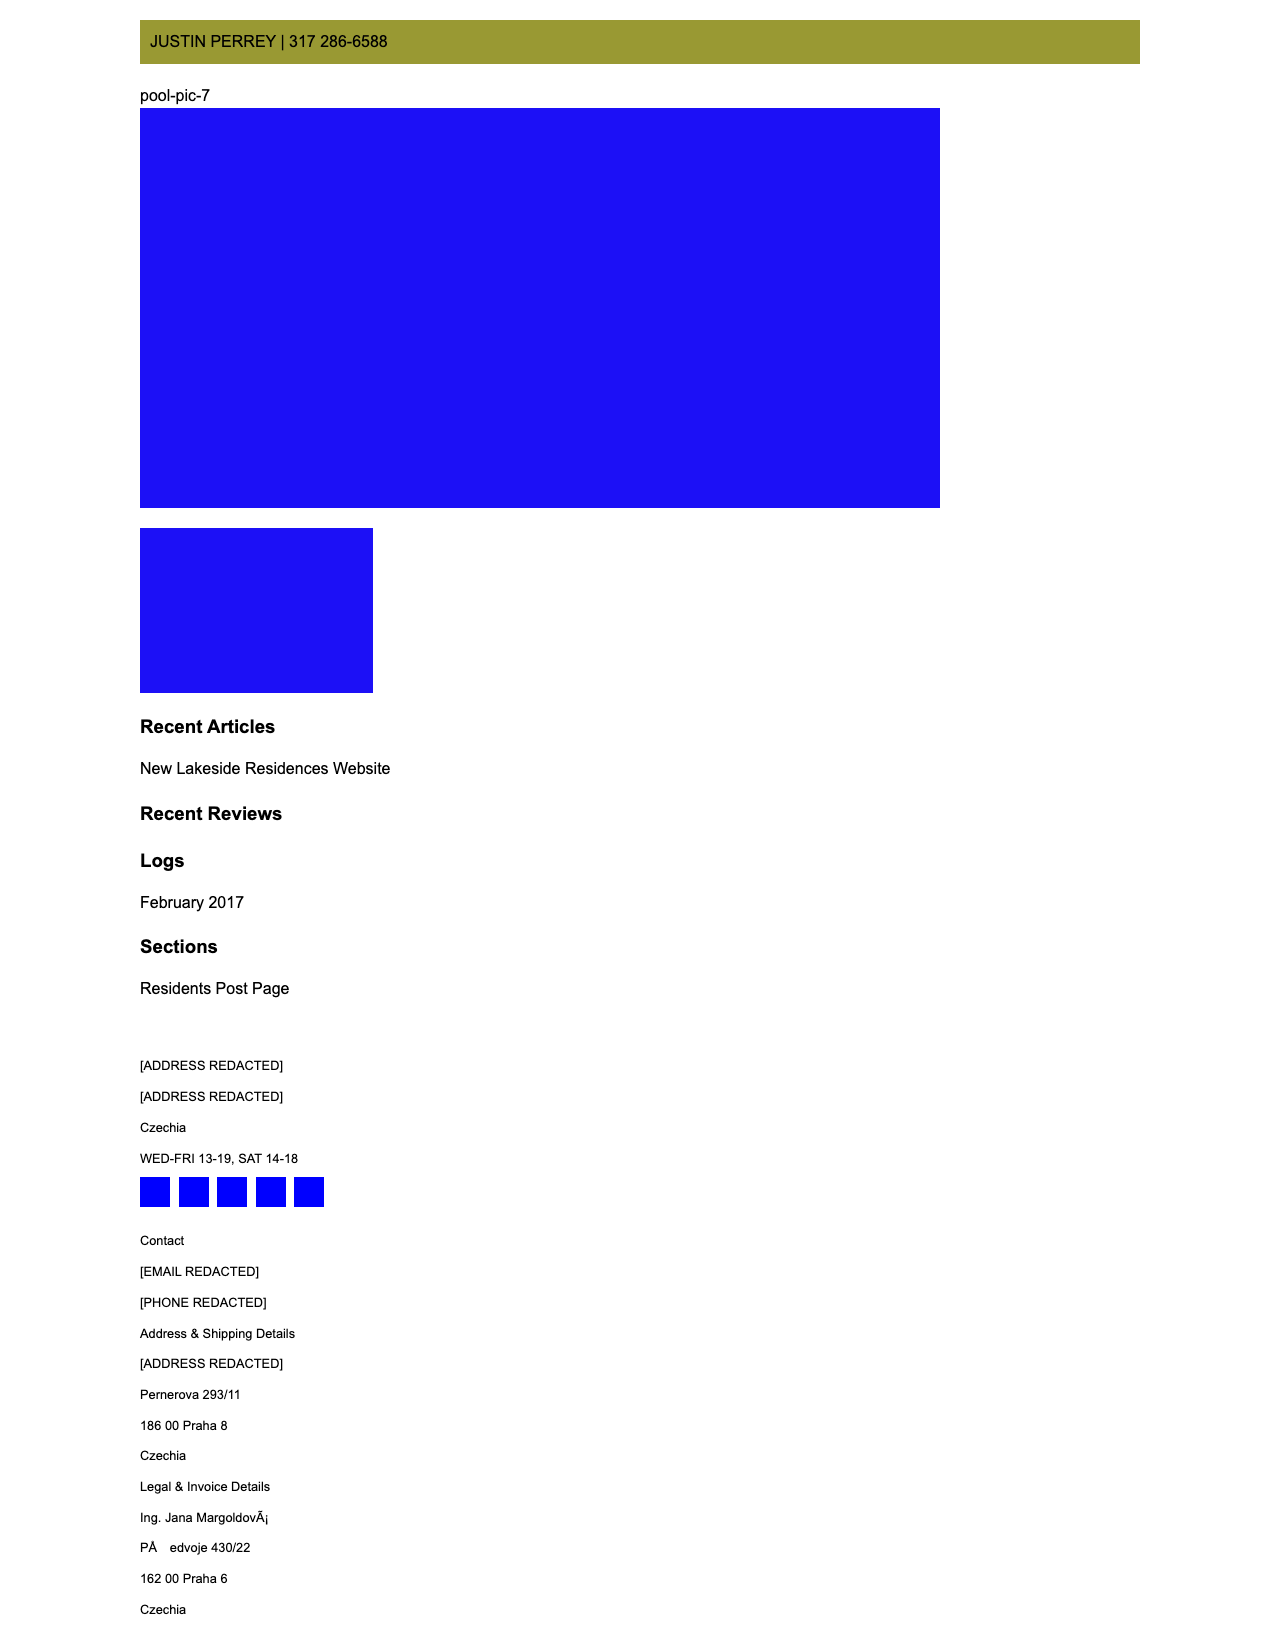 JUSTIN PERREY | 317 286-6588
pool-pic-7
Recent Articles
New Lakeside Residences Website
Recent Reviews
Logs
February 2017
Sections
Residents Post Page
[ADDRESS REDACTED]
[ADDRESS REDACTED]
Czechia
WED-FRI 13-19, SAT 14-18
Contact
[EMAIL REDACTED]
[PHONE REDACTED]
Address & Shipping Details
[ADDRESS REDACTED]
Pernerova 293/11
186 00 Praha 8
Czechia
Legal & Invoice Details
Ing. Jana MargoldovÃ¡
PÅ edvoje 430/22
162 00 Praha 6
Czechia